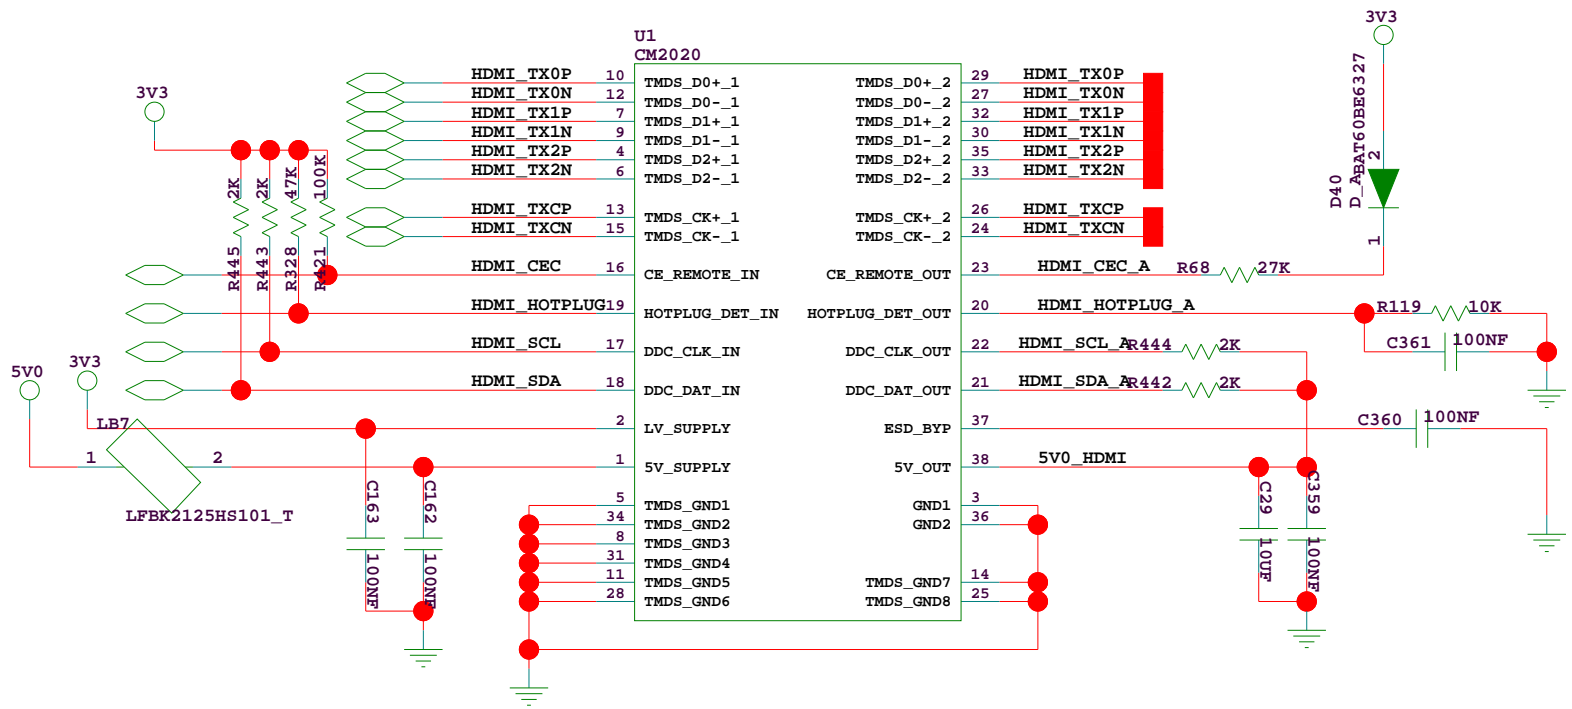 U1
CM2020
3V3
HDMI_TX0P 10 TMDS_D0+_1 TMDS_D0+_2 29 HDMI_TX0P
HDMI_TX0N 12 TMDS_D0-_1 TMDS_D0-_2 27 HDMI_TX0N
HDMI_TX1P 7 TMDS_D1+_1 TMDS_D1+_2 32 HDMI_TX1P
HDMI_TX1N 9 TMDS_D1-_1 TMDS_D1-_2 30 HDMI_TX1N
HDMI_TX2P 4 TMDS_D2+_1 TMDS_D2+_2 35 HDMI_TX2P
HDMI_TX2N 6 TMDS_D2-_1 TMDS_D2-_2 33 HDMI_TX2N
HDMI_TXCP 13 TMDS_CK+_1 TMDS_CK+_2 26 HDMI_TXCP
HDMI_TXCN 15 TMDS_CK-_1 TMDS_CK-_2 24 HDMI_TXCN
HDMI_CEC 16 CE_REMOTE_IN CE_REMOTE_OUT 23 HDMI_CEC_A R68 27K
HDMI_HOTPLUG 19 HOTPLUG_DET_IN HOTPLUG_DET_OUT 20 HDMI_HOTPLUG_A R119 10K
HDMI_SCL 17 DDC_CLK_IN DDC_CLK_OUT 22 HDMI_SCL_A R444 2K C361 100NF
HDMI_SDA 18 DDC_DAT_IN DDC_DAT_OUT 21 HDMI_SDA_A R442 2K
2 LV_SUPPLY ESD_BYP 37 C360 100NF
1 5V_SUPPLY 5V_OUT 38 5V0_HDMI
5 TMDS_GND1 GND1 3
34 TMDS_GND2 GND2 36
8 TMDS_GND3
31 TMDS_GND4
11 TMDS_GND5 TMDS_GND7 14
28 TMDS_GND6 TMDS_GND8 25
3V3
2K
2K
47K
100K
R445
R443
R328
R421
5V0
3V3
LB7
1 2
LFBK2125HS101_T
C163
100NF
C162
100NF
D40
BAT60BE6327
2
1
C29
10UF
C359
100NF